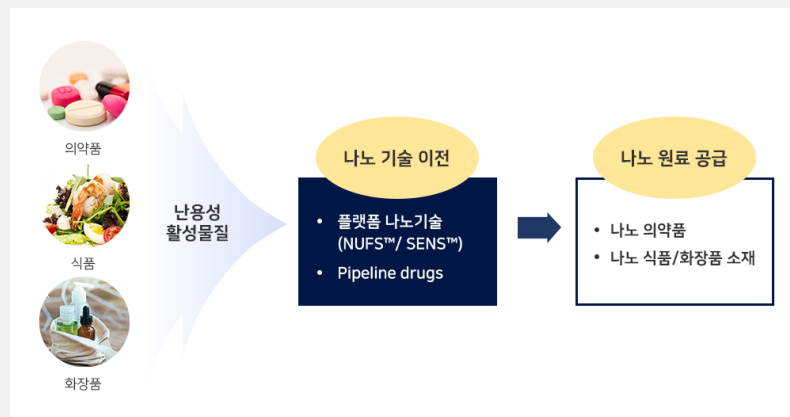 의약품
식품
화장품
난용성
활성물질
나노 기술 이전
• 플랫폼 나노기술
(NUFS™/ SENS™)
• Pipeline drugs
나노 원료 공급
• 나노 의약품
• 나노 식품/화장품 소재